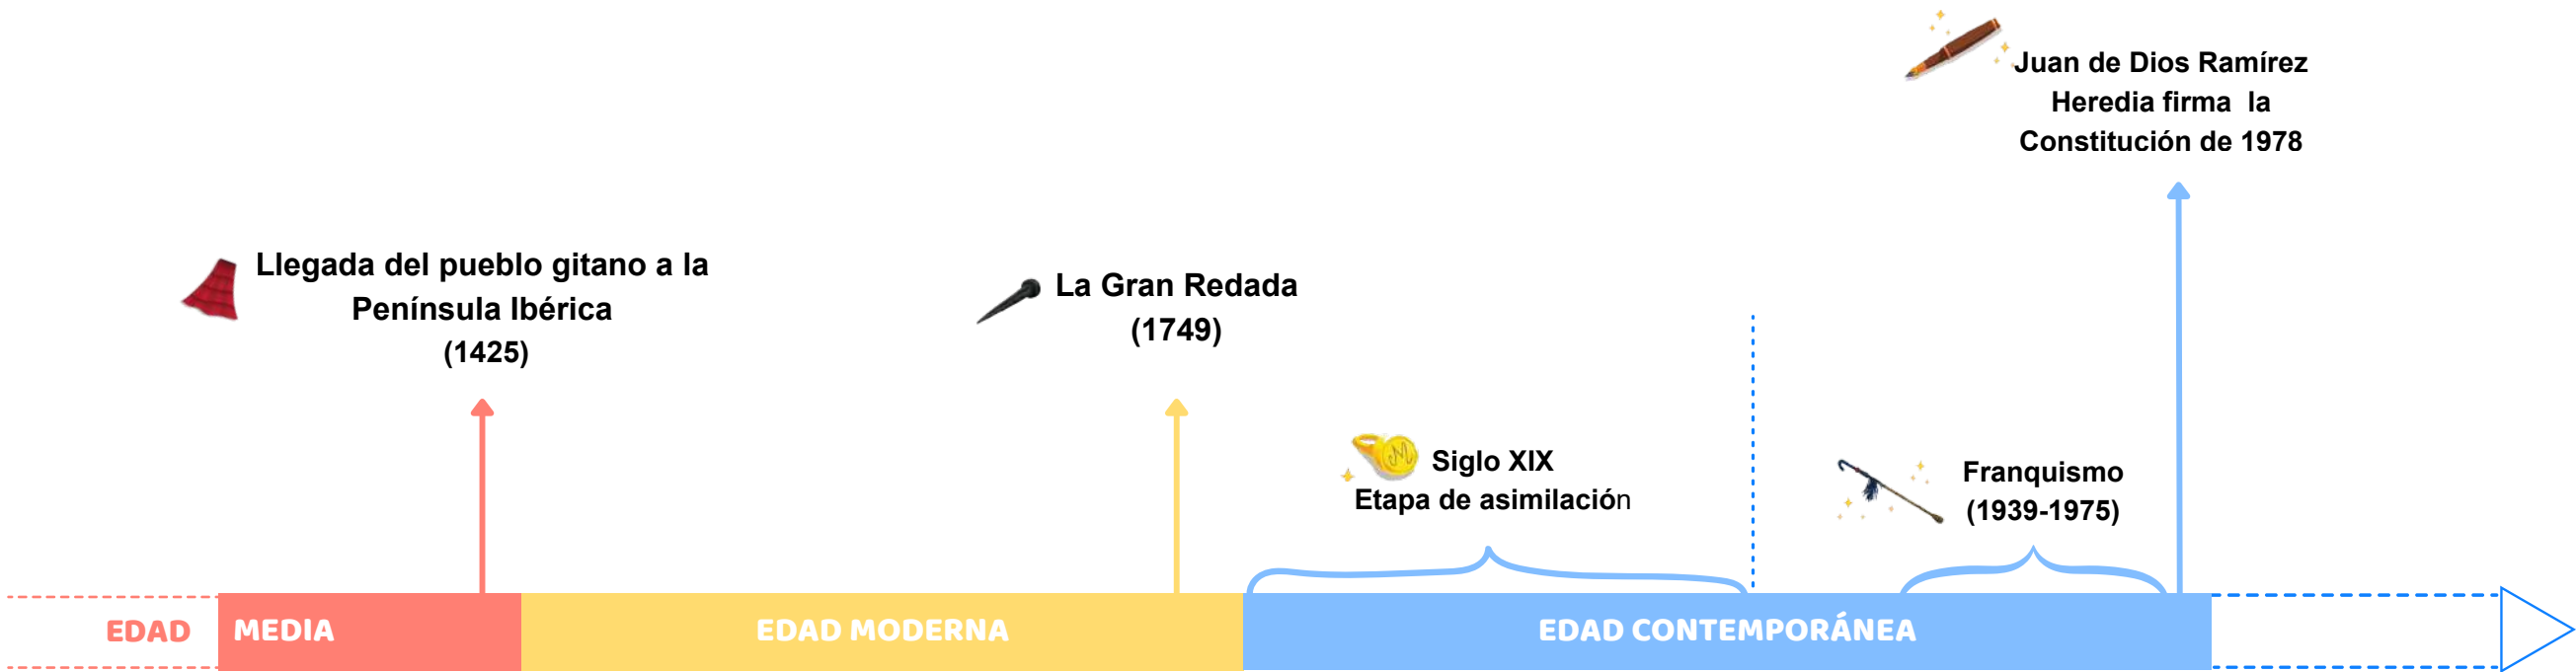 Juan de Dios Ramírez
Heredia firma  la
Constitución de 1978
Llegada del pueblo gitano a la
Península Ibérica
(1425)
La Gran Redada
(1749)
Siglo XIX
Etapa de asimilación
Franquismo
(1939-1975)
EDAD MEDIA
EDAD MODERNA
EDAD CONTEMPORÁNEA